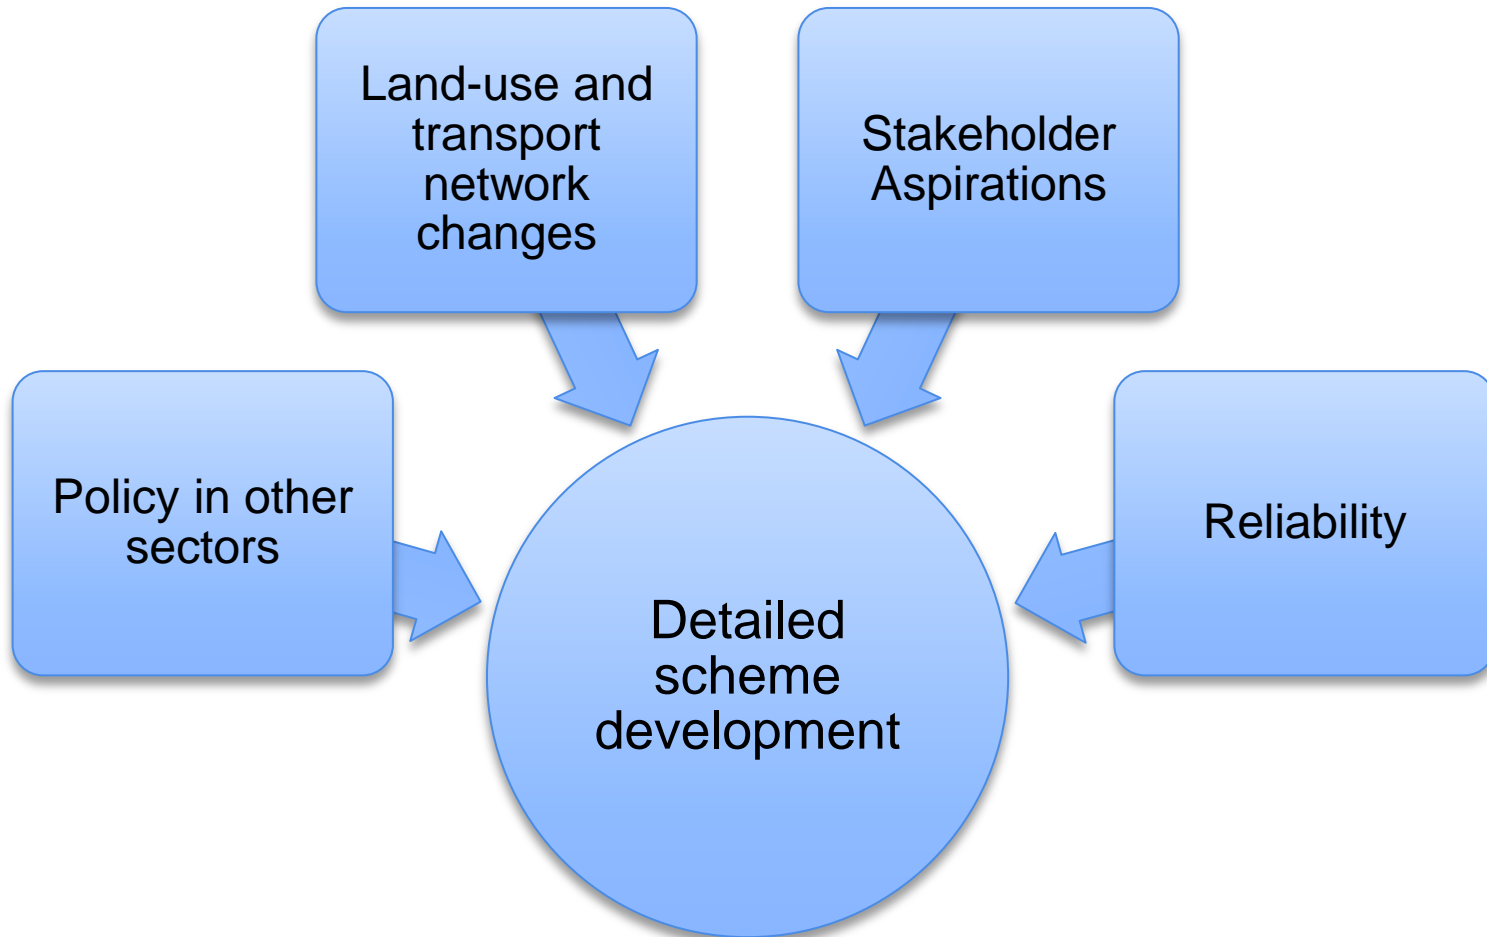 Land-use and
transport
network
changes
Stakeholder
Aspirations
Policy in other
sectors
Reliability
Detailed
scheme
development